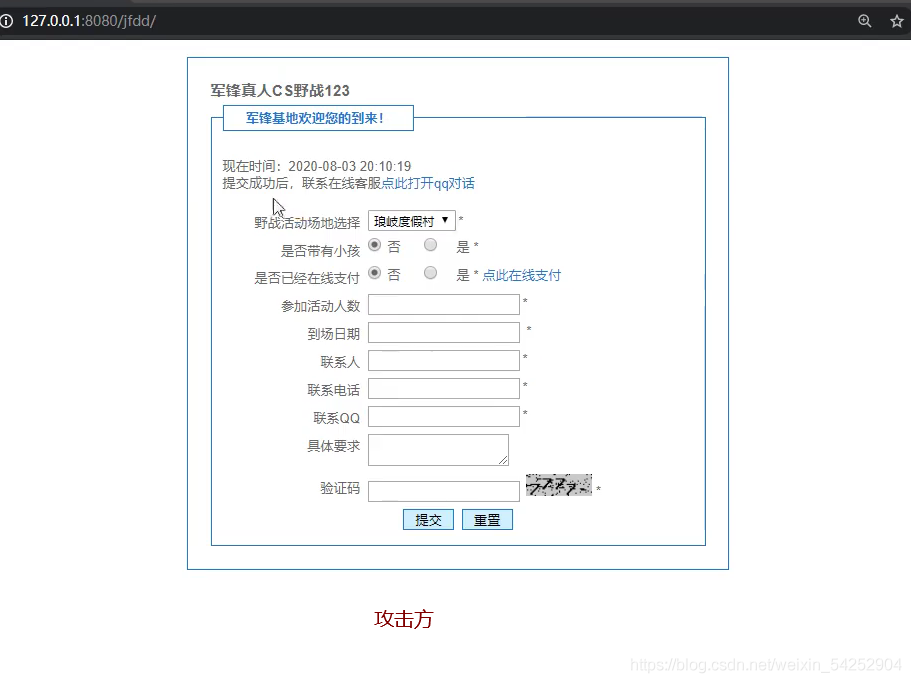 127.0.0.1:8080/jfdd/
军锋真人CS野战123
军锋基地欢迎您的到来!
现在时间：2020-08-03 20:10:19
提交成功后，联系在线客服点此打开qq对话
野战活动场地选择 琅岐度假村 ▼ *
是否带有小孩 否 是 *
是否已经在线支付 否 是 * 点此在线支付
参加活动人数 *
到场日期 *
联系人 *
联系电话 *
联系QQ *
具体要求
验证码 *
提交 重置
攻击方
https://blog.csdn.net/weixin_54252904